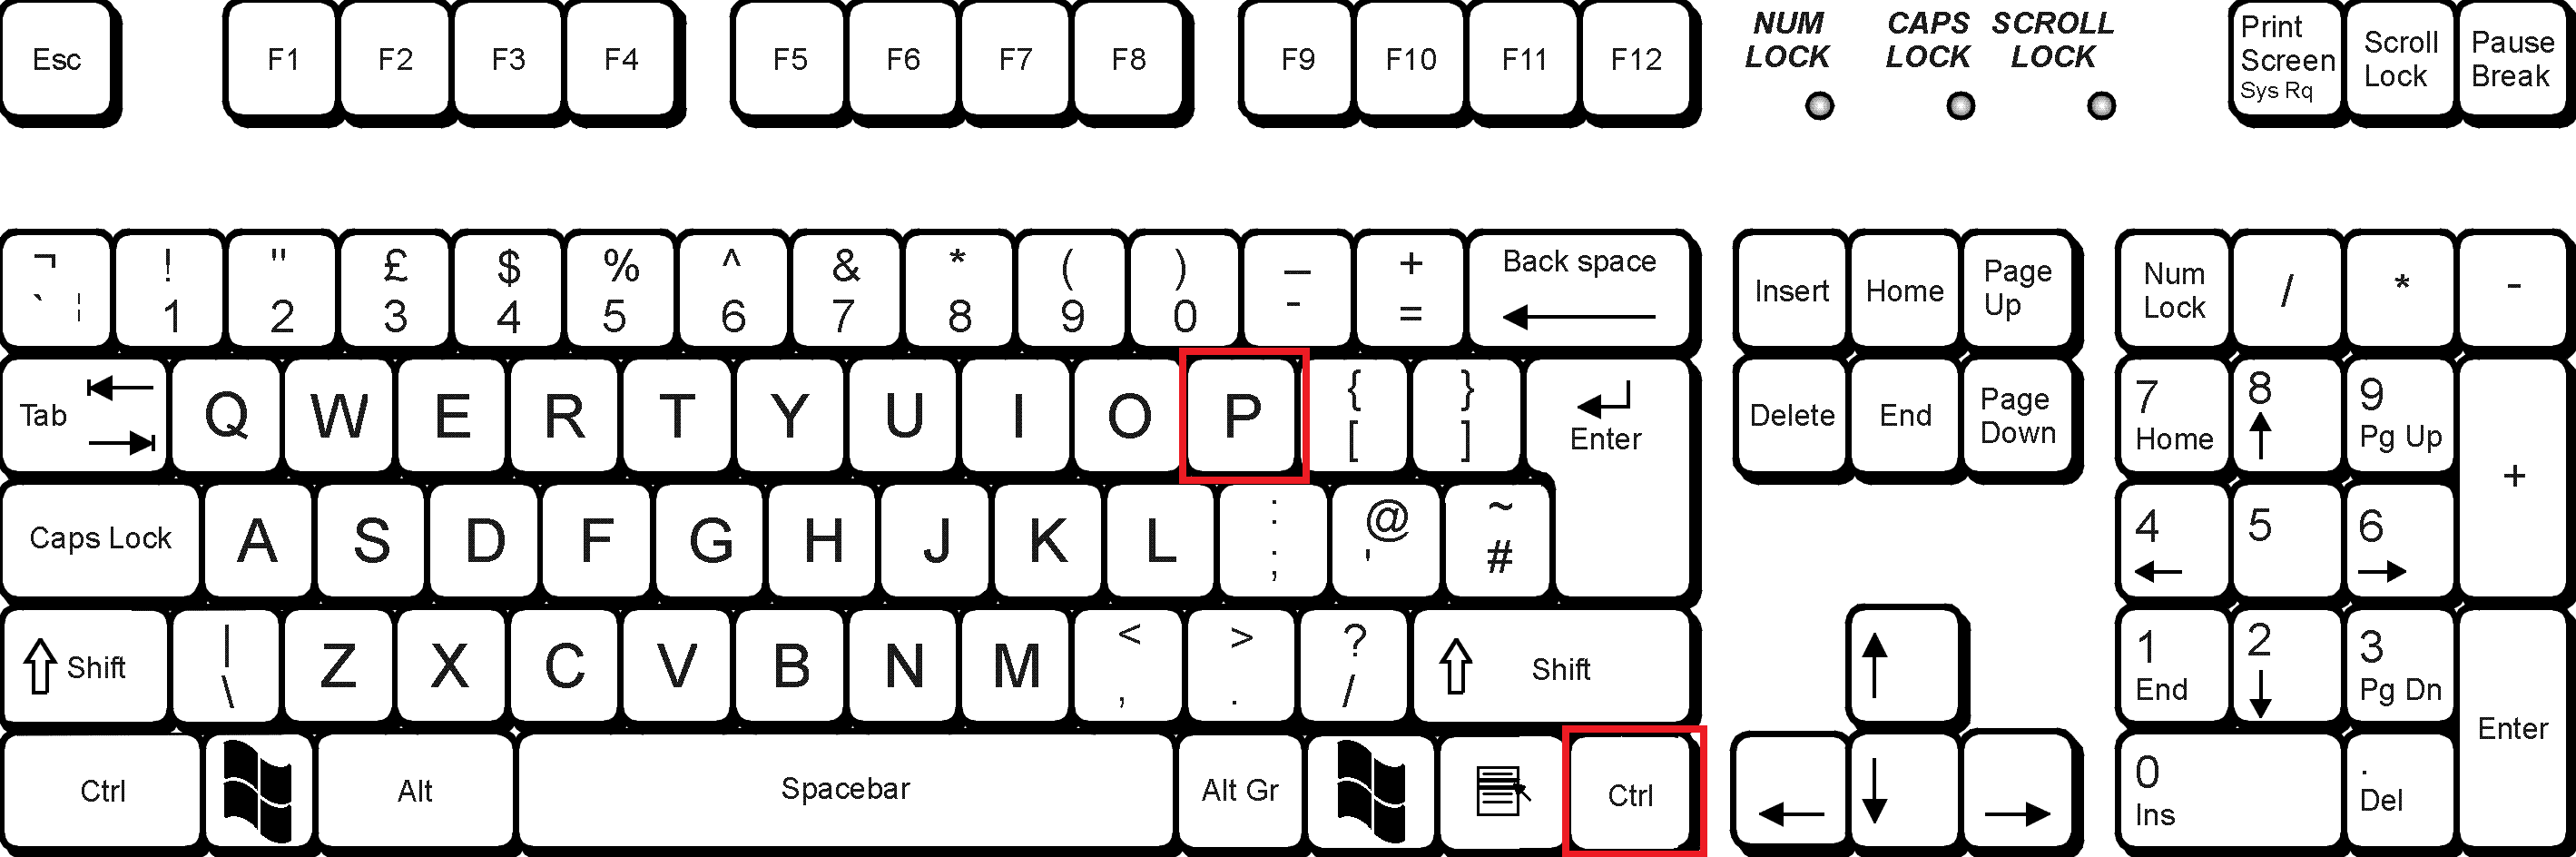 Esc F1 F2 F3 F4 F5 F6 F7 F8 F9 F10 F11 F12
NUM LOCK
CAPS LOCK
SCROLL LOCK
Print Screen Sys Rq
Scroll Lock
Pause Break
¬ ` ¦
! 1
" 2
£ 3
$ 4
% 5
^ 6
& 7
* 8
( 9
) 0
_ -
+ =
Back space
Insert Home Page Up
Num Lock / * -
Tab Q W E R T Y U I O P { [ } ] Enter
Delete End Page Down
7 Home
8
9 Pg Up
+
Caps Lock A S D F G H J K L : ; @ ' ~ #
4 5 6
Shift | \ Z X C V B N M < , > . ? / Shift
1 End
2
3 Pg Dn
Enter
Ctrl Alt Spacebar Alt Gr Ctrl
0 Ins
. Del